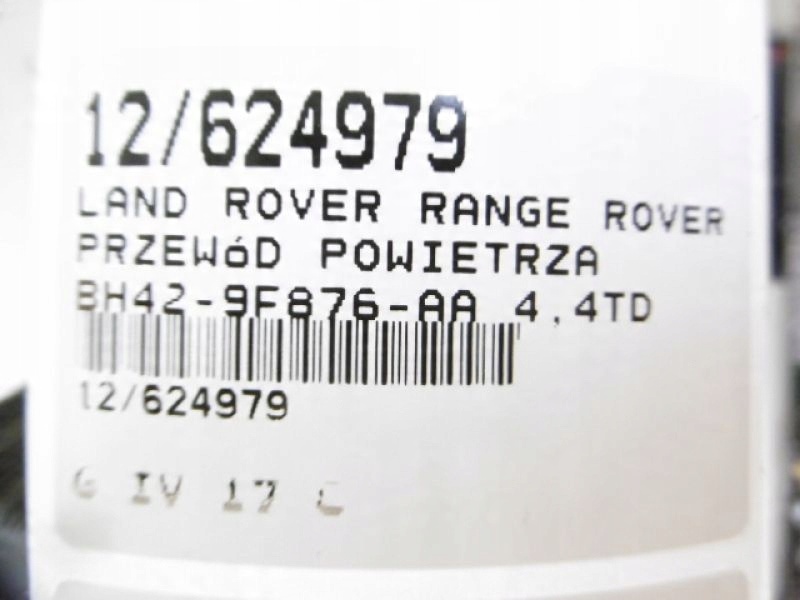 12/624979
LAND ROVER RANGE ROVER
PRZEWóD POWIETRZA
BH42-9F876-AA 4.4TD
12/624979
G IV 17 C